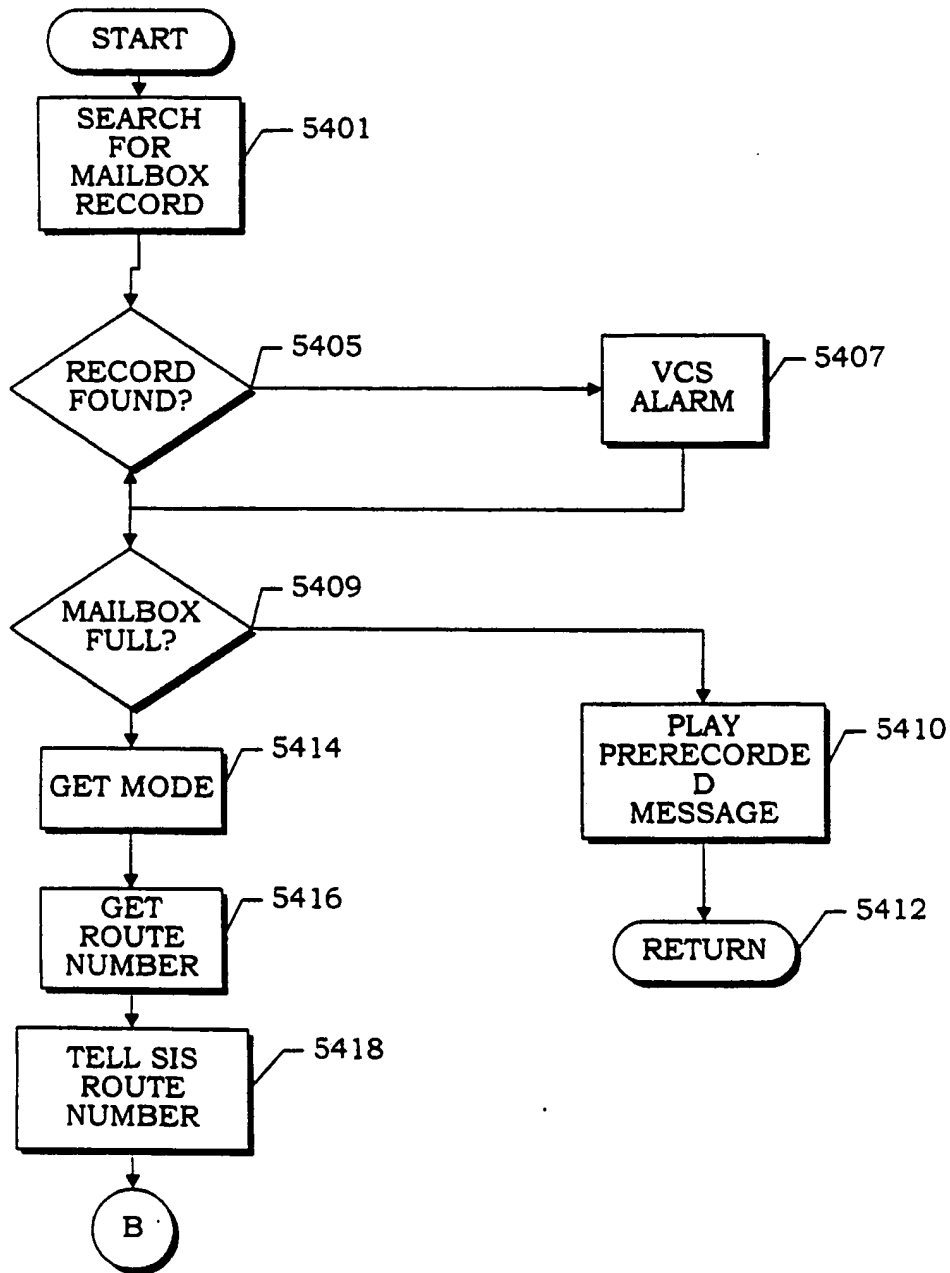 START
SEARCH
FOR
MAILBOX
RECORD
5401
RECORD
FOUND?
5405
VCS
ALARM
5407
MAILBOX
FULL?
5409
PLAY
PRERECORDE
D
MESSAGE
5410
GET MODE
5414
GET
ROUTE
NUMBER
5416
RETURN
5412
TELL SIS
ROUTE
NUMBER
5418
B